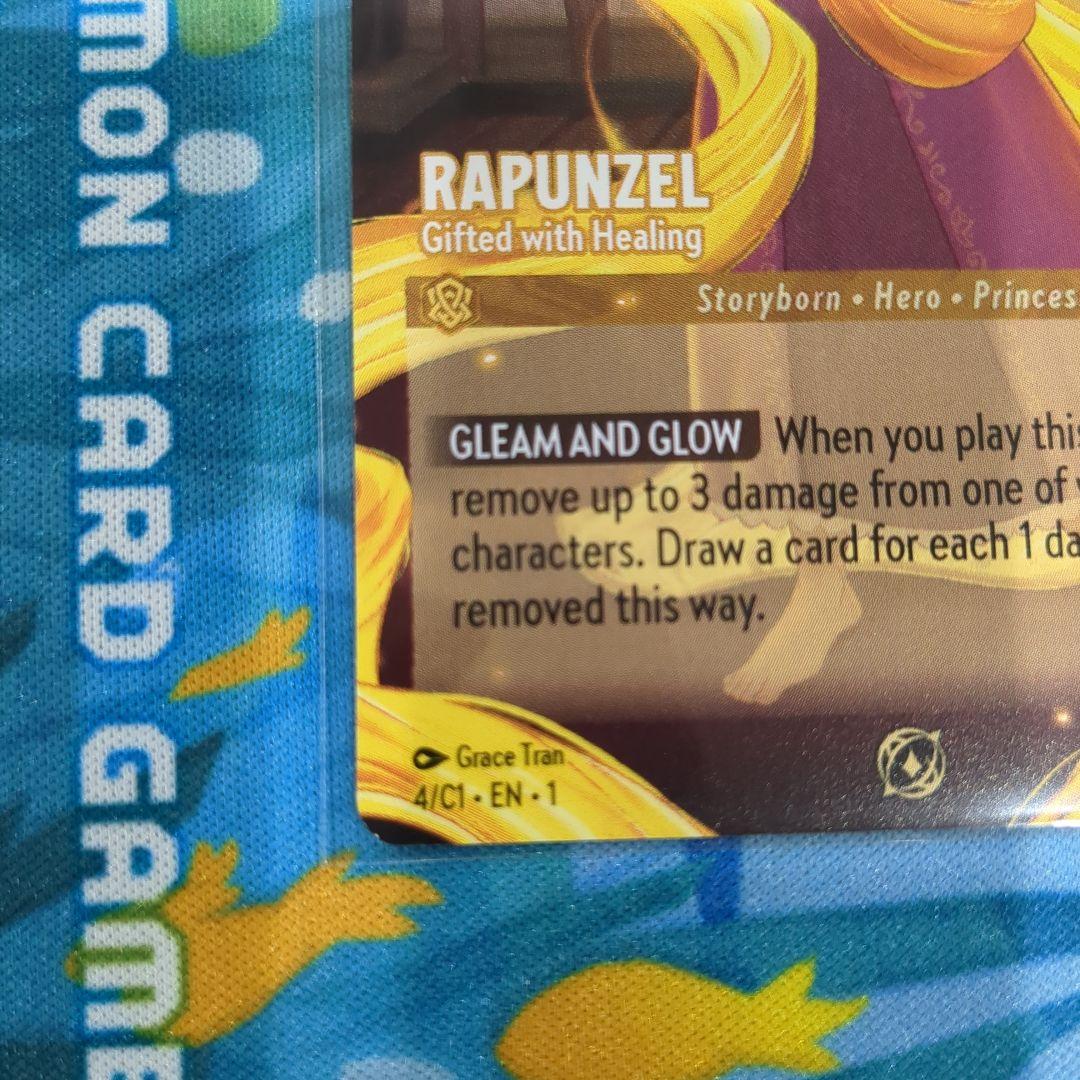 MON CARD GAME
RAPUNZEL
Gifted with Healing
Storyborn • Hero • Princes
GLEAM AND GLOW When you play this
remove up to 3 damage from one of
characters. Draw a card for each 1 da
removed this way.
Grace Tran
4/C1 • EN • 1